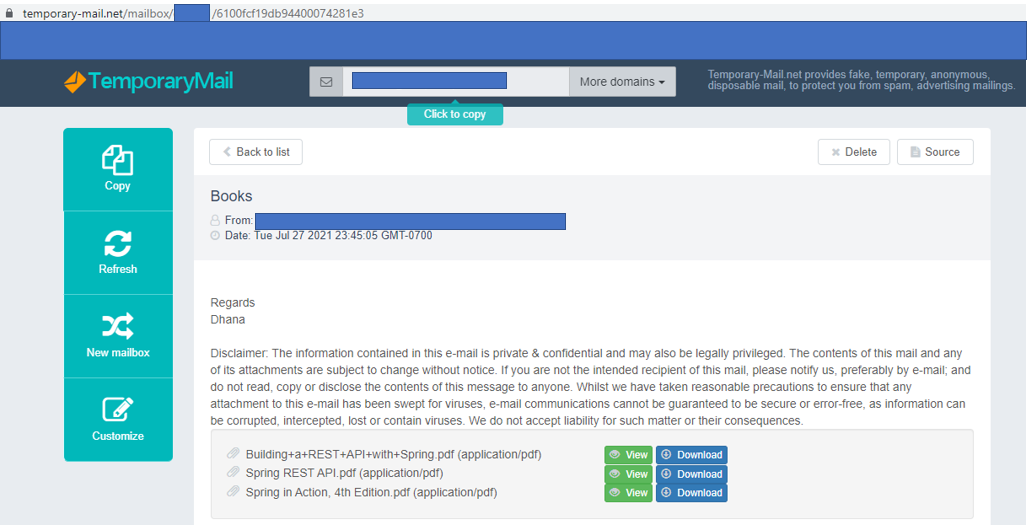 temporary-mail.net/mailbox/ /6100fcf19db94400074281e3
TemporaryMail
More domains
Temporary-Mail.net provides fake, temporary, anonymous,
disposable mail, to protect you from spam, advertising mailings.
Click to copy
Copy
Refresh
New mailbox
Customize
Back to list
Delete
Source
Books
From:
Date: Tue Jul 27 2021 23:45:05 GMT-0700
Regards
Dhana
Disclaimer: The information contained in this e-mail is private & confidential and may also be legally privileged. The contents of this mail and any
of its attachments are subject to change without notice. If you are not the intended recipient of this mail, please notify us, preferably by e-mail; and
do not read, copy or disclose the contents of this message to anyone. Whilst we have taken reasonable precautions to ensure that any
attachment to this e-mail has been swept for viruses, e-mail communications cannot be guaranteed to be secure or error-free, as information can
be corrupted, intercepted, lost or contain viruses. We do not accept liability for such matter or their consequences.
Building+a+REST+API+with+Spring.pdf (application/pdf) View Download
Spring REST API.pdf (application/pdf) View Download
Spring in Action, 4th Edition.pdf (application/pdf) View Download